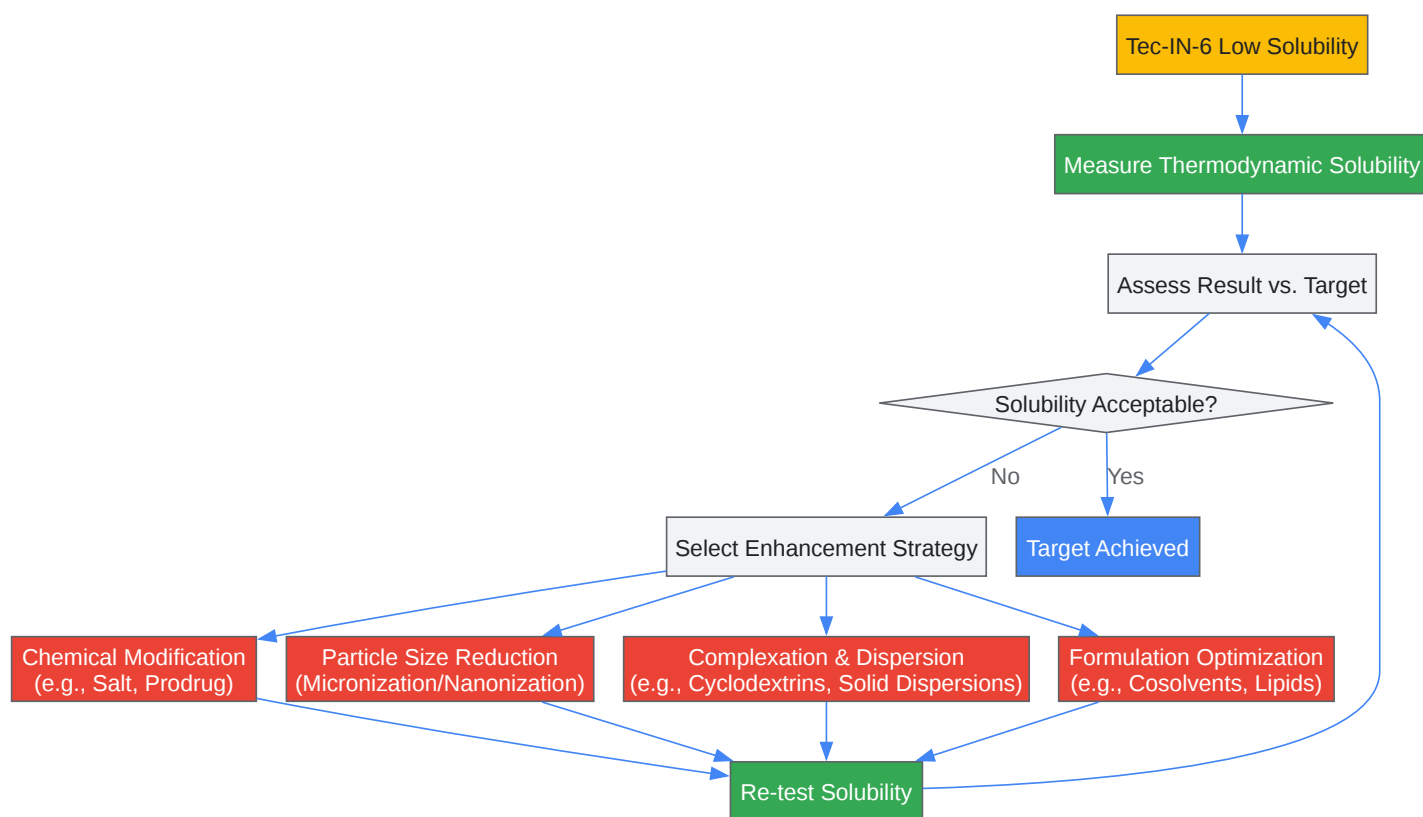 Tec-IN-6 Low Solubility
Measure Thermodynamic Solubility
Assess Result vs. Target
Solubility Acceptable?
No
Yes
Select Enhancement Strategy
Target Achieved
Chemical Modification
(e.g., Salt, Prodrug)
Particle Size Reduction
(Micronization/Nanonization)
Complexation & Dispersion
(e.g., Cyclodextrins, Solid Dispersions)
Formulation Optimization
(e.g., Cosolvents, Lipids)
Re-test Solubility